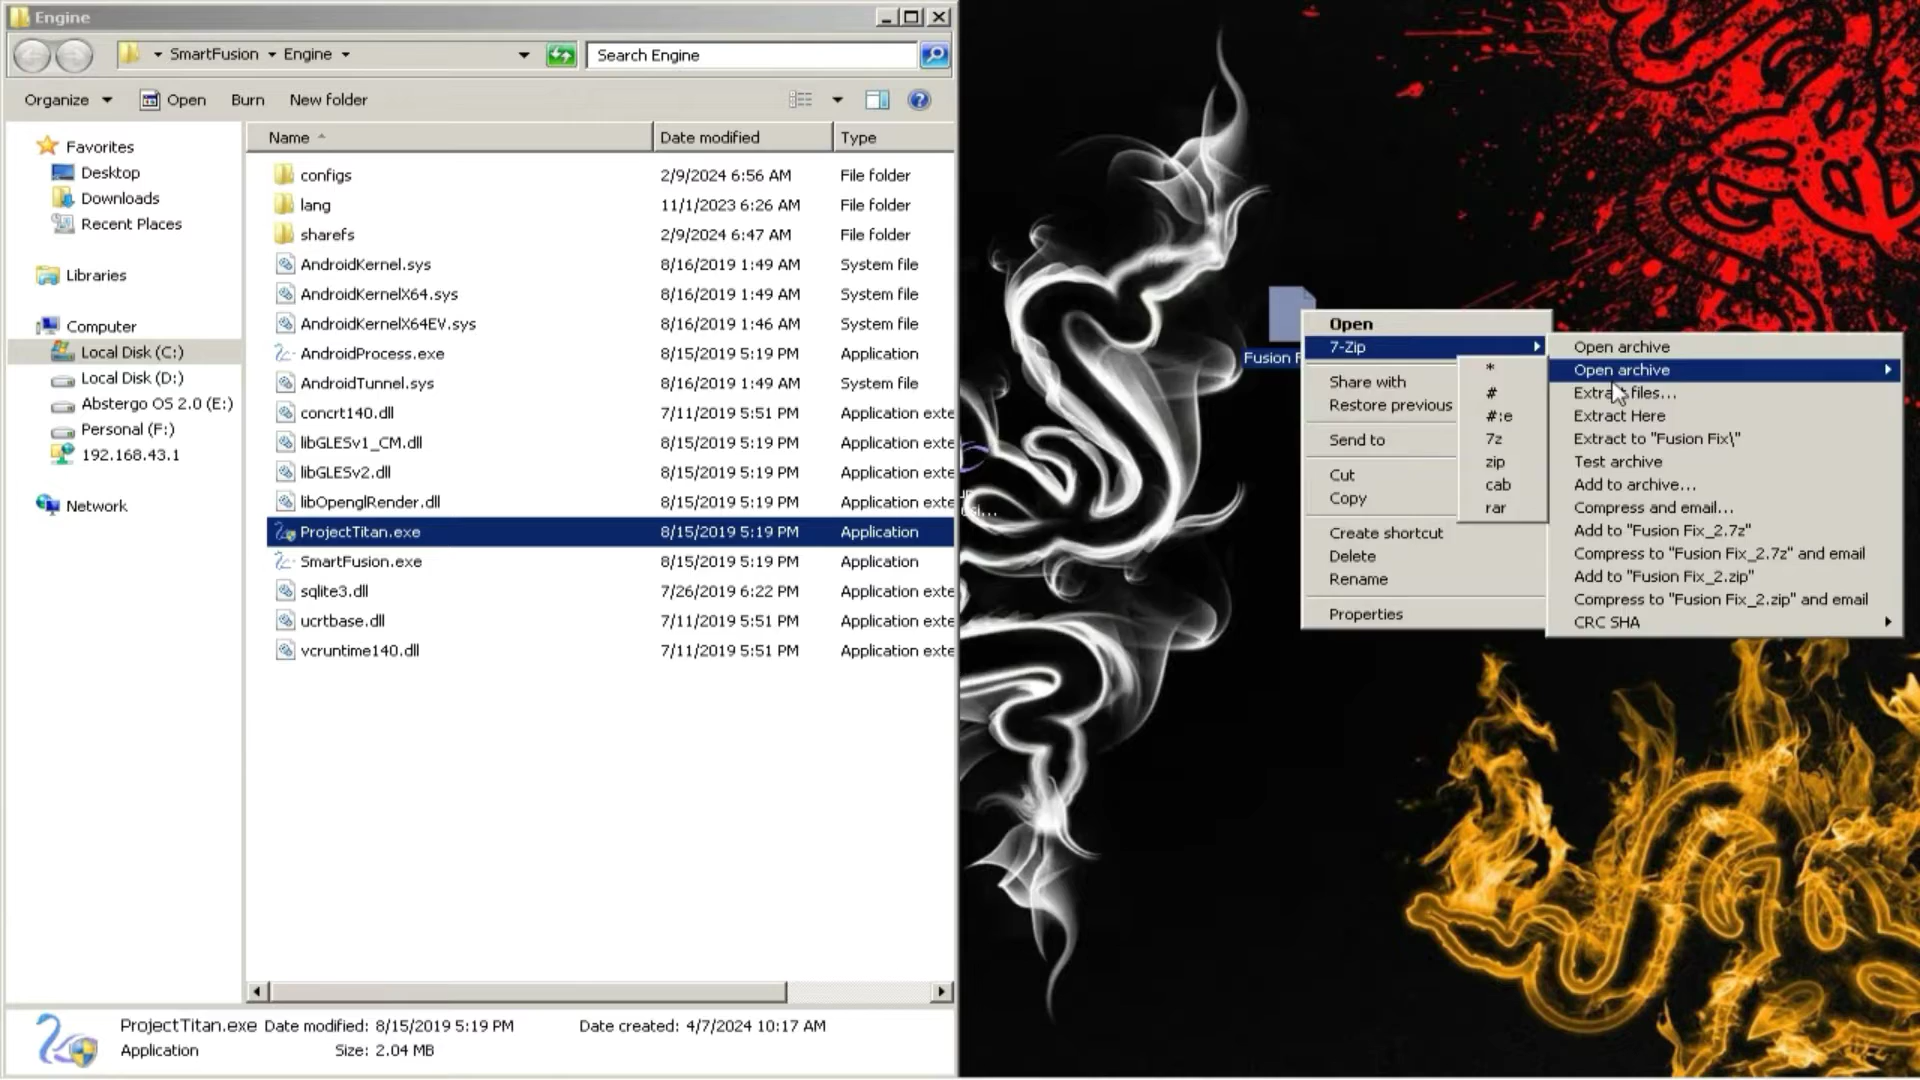 Engine
SmartFusion Engine
Search Engine
Organize Open Burn New folder
Name Date modified Type
Favorites
Desktop
Downloads
Recent Places
Libraries
Computer
Local Disk (C:)
Local Disk (D:)
Abstergo OS 2.0 (E:)
Personal (F:)
192.168.43.1
Network
configs 2/9/2024 6:56 AM File folder
lang 11/1/2023 6:26 AM File folder
sharefs 2/9/2024 6:47 AM File folder
AndroidKernel.sys 8/16/2019 1:49 AM System file
AndroidKernelX64.sys 8/16/2019 1:49 AM System file
AndroidKernelX64EV.sys 8/16/2019 1:46 AM System file
AndroidProcess.exe 8/15/2019 5:19 PM Application
AndroidTunnel.sys 8/16/2019 1:49 AM System file
concrt140.dll 7/11/2019 5:51 PM Application exte
libGLESv1_CM.dll 8/15/2019 5:19 PM Application exte
libGLESv2.dll 8/15/2019 5:19 PM Application exte
libOpenglRender.dll 8/15/2019 5:19 PM Application exte
ProjectTitan.exe 8/15/2019 5:19 PM Application
SmartFusion.exe 8/15/2019 5:19 PM Application
sqlite3.dll 7/26/2019 6:22 PM Application exte
ucrtbase.dll 7/11/2019 5:51 PM Application exte
vcruntime140.dll 7/11/2019 5:51 PM Application exte
ProjectTitan.exe Date modified: 8/15/2019 5:19 PM Date created: 4/7/2024 10:17 AM
Application Size: 2.04 MB
Fusion F
Open
7-Zip
Share with
Restore previous
Send to
Cut
Copy
Create shortcut
Delete
Rename
Properties
*
#
#:e
7z
zip
cab
rar
Open archive
Open archive
Extract files...
Extract Here
Extract to "Fusion Fix\"
Test archive
Add to archive...
Compress and email...
Add to "Fusion Fix_2.7z"
Compress to "Fusion Fix_2.7z" and email
Add to "Fusion Fix_2.zip"
Compress to "Fusion Fix_2.zip" and email
CRC SHA